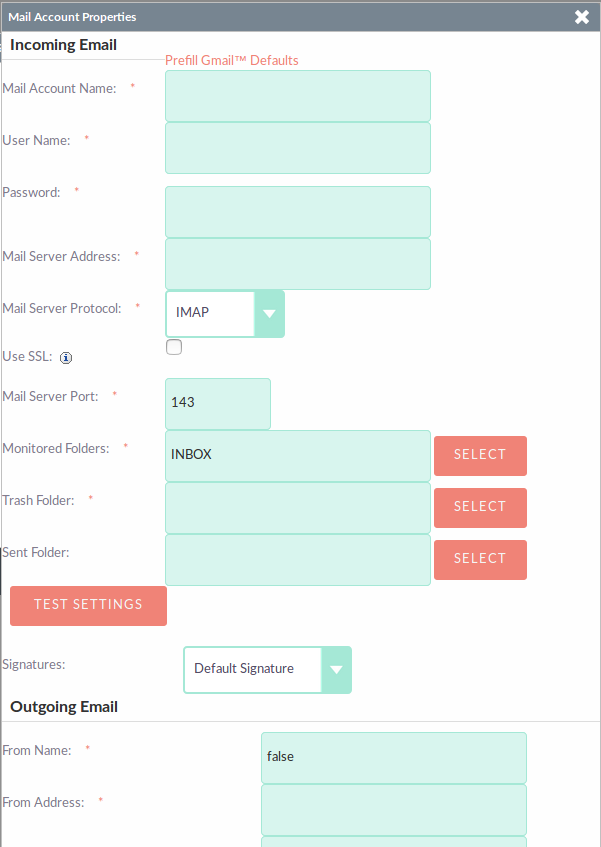 Mail Account Properties
Incoming Email
Prefill Gmail™ Defaults
Mail Account Name: *
User Name: *
Password: *
Mail Server Address: *
Mail Server Protocol: * IMAP
Use SSL: i
Mail Server Port: * 143
Monitored Folders: * INBOX SELECT
Trash Folder: * SELECT
Sent Folder: SELECT
TEST SETTINGS
Signatures: Default Signature
Outgoing Email
From Name: * false
From Address: *